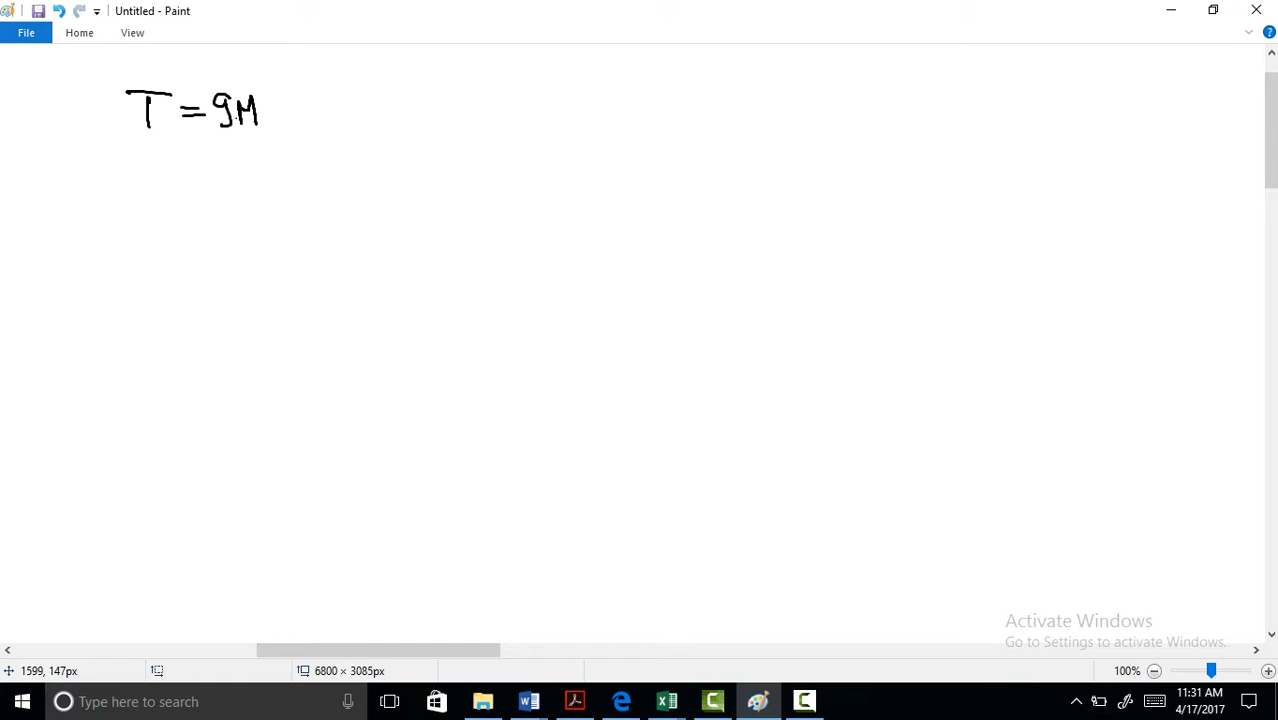 Untitled - Paint
File Home View
T = 9M
Activate Windows
Go to Settings to activate Windows.
1599, 147px
6800 × 3085px
100%
Type here to search
11:31 AM
4/17/2017